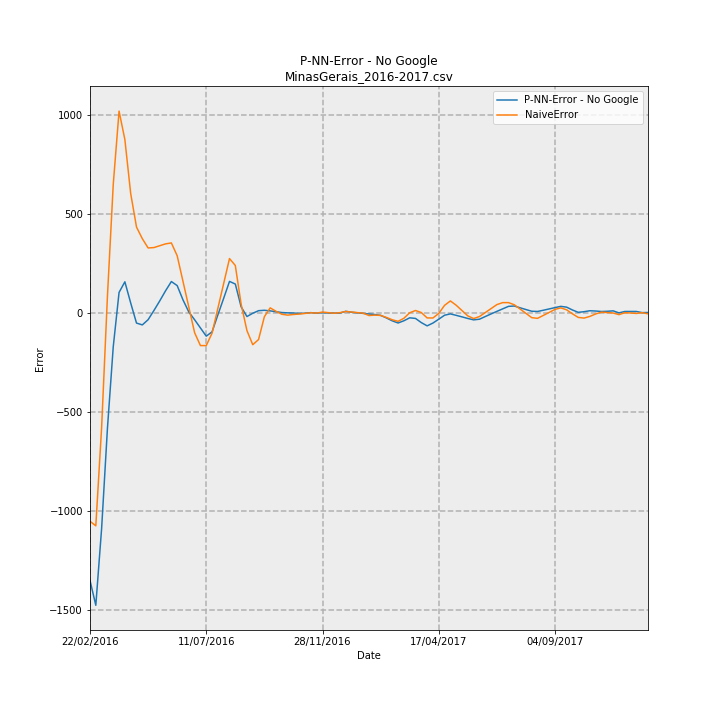 P-NN-Error - No Google
MinasGerais_2016-2017.csv
P-NN-Error - No Google
NaiveError
1000
500
0
−500
−1000
−1500
Error
22/02/2016
11/07/2016
28/11/2016
17/04/2017
04/09/2017
Date